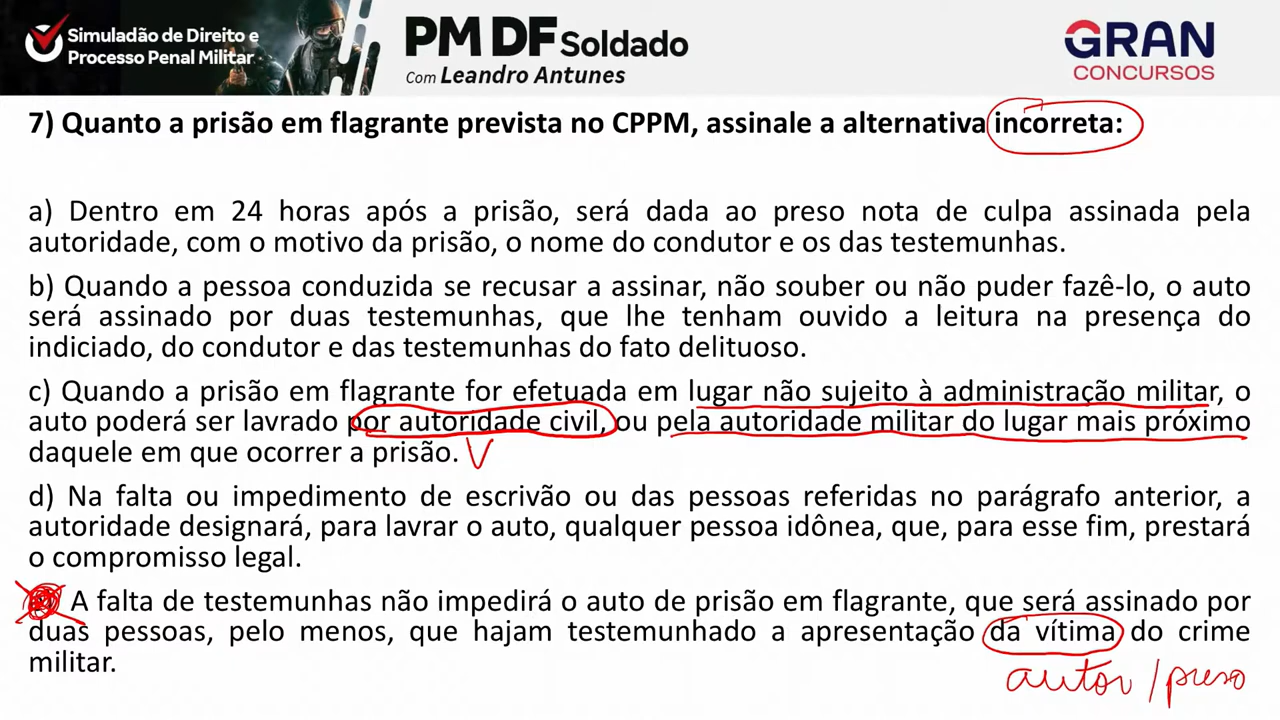 Simuladão de Direito e
Processo Penal Militar
PM DF Soldado
Com Leandro Antunes
GRAN
CONCURSOS
7) Quanto a prisão em flagrante prevista no CPPM, assinale a alternativa incorreta:
a) Dentro em 24 horas após a prisão, será dada ao preso nota de culpa assinada pela
autoridade, com o motivo da prisão, o nome do condutor e os das testemunhas.
b) Quando a pessoa conduzida se recusar a assinar, não souber ou não puder fazê-lo, o auto
será assinado por duas testemunhas, que lhe tenham ouvido a leitura na presença do
indiciado, do condutor e das testemunhas do fato delituoso.
c) Quando a prisão em flagrante for efetuada em lugar não sujeito à administração militar, o
auto poderá ser lavrado por autoridade civil, ou pela autoridade militar do lugar mais próximo
daquele em que ocorrer a prisão. V
d) Na falta ou impedimento de escrivão ou das pessoas referidas no parágrafo anterior, a
autoridade designará, para lavrar o auto, qualquer pessoa idônea, que, para esse fim, prestará
o compromisso legal.
A falta de testemunhas não impedirá o auto de prisão em flagrante, que será assinado por
duas pessoas, pelo menos, que hajam testemunhado a apresentação da vítima do crime
militar.
autor / preso